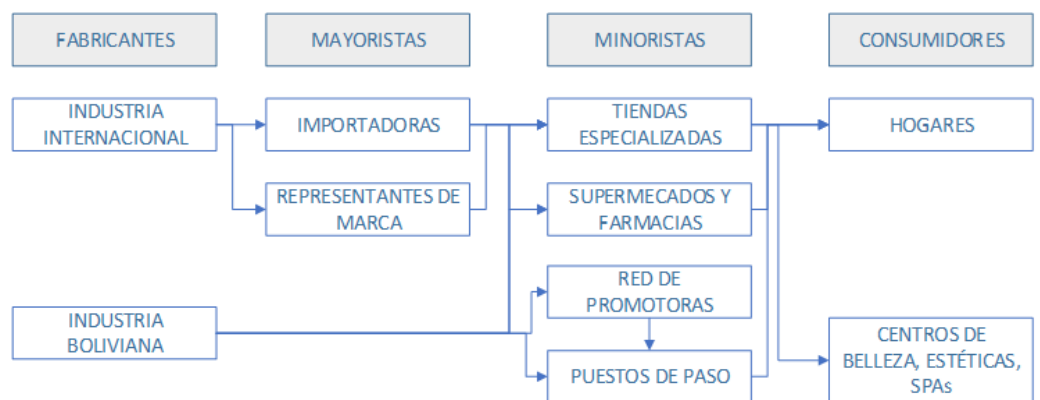 FABRICANTES
MAYORISTAS
MINORISTAS
CONSUMIDORES
INDUSTRIA
INTERNACIONAL
IMPORTADORAS
TIENDAS
ESPECIALIZADAS
HOGARES
REPRESENTANTES DE
MARCA
SUPERMECADOS Y
FARMACIAS
RED DE
PROMOTORAS
INDUSTRIA
BOLIVIANA
PUESTOS DE PASO
CENTROS DE
BELLEZA, ESTÉTICAS,
SPAs